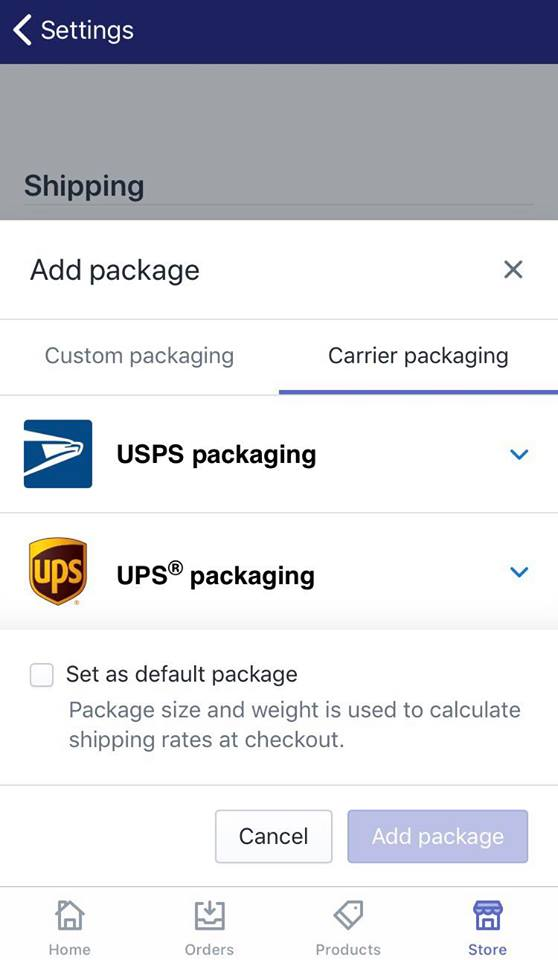 Settings
Shipping
Add package
Custom packaging
Carrier packaging
USPS packaging
ups
UPS® packaging
Set as default package
Package size and weight is used to calculate
shipping rates at checkout.
Cancel
Add package
Home
Orders
Products
Store